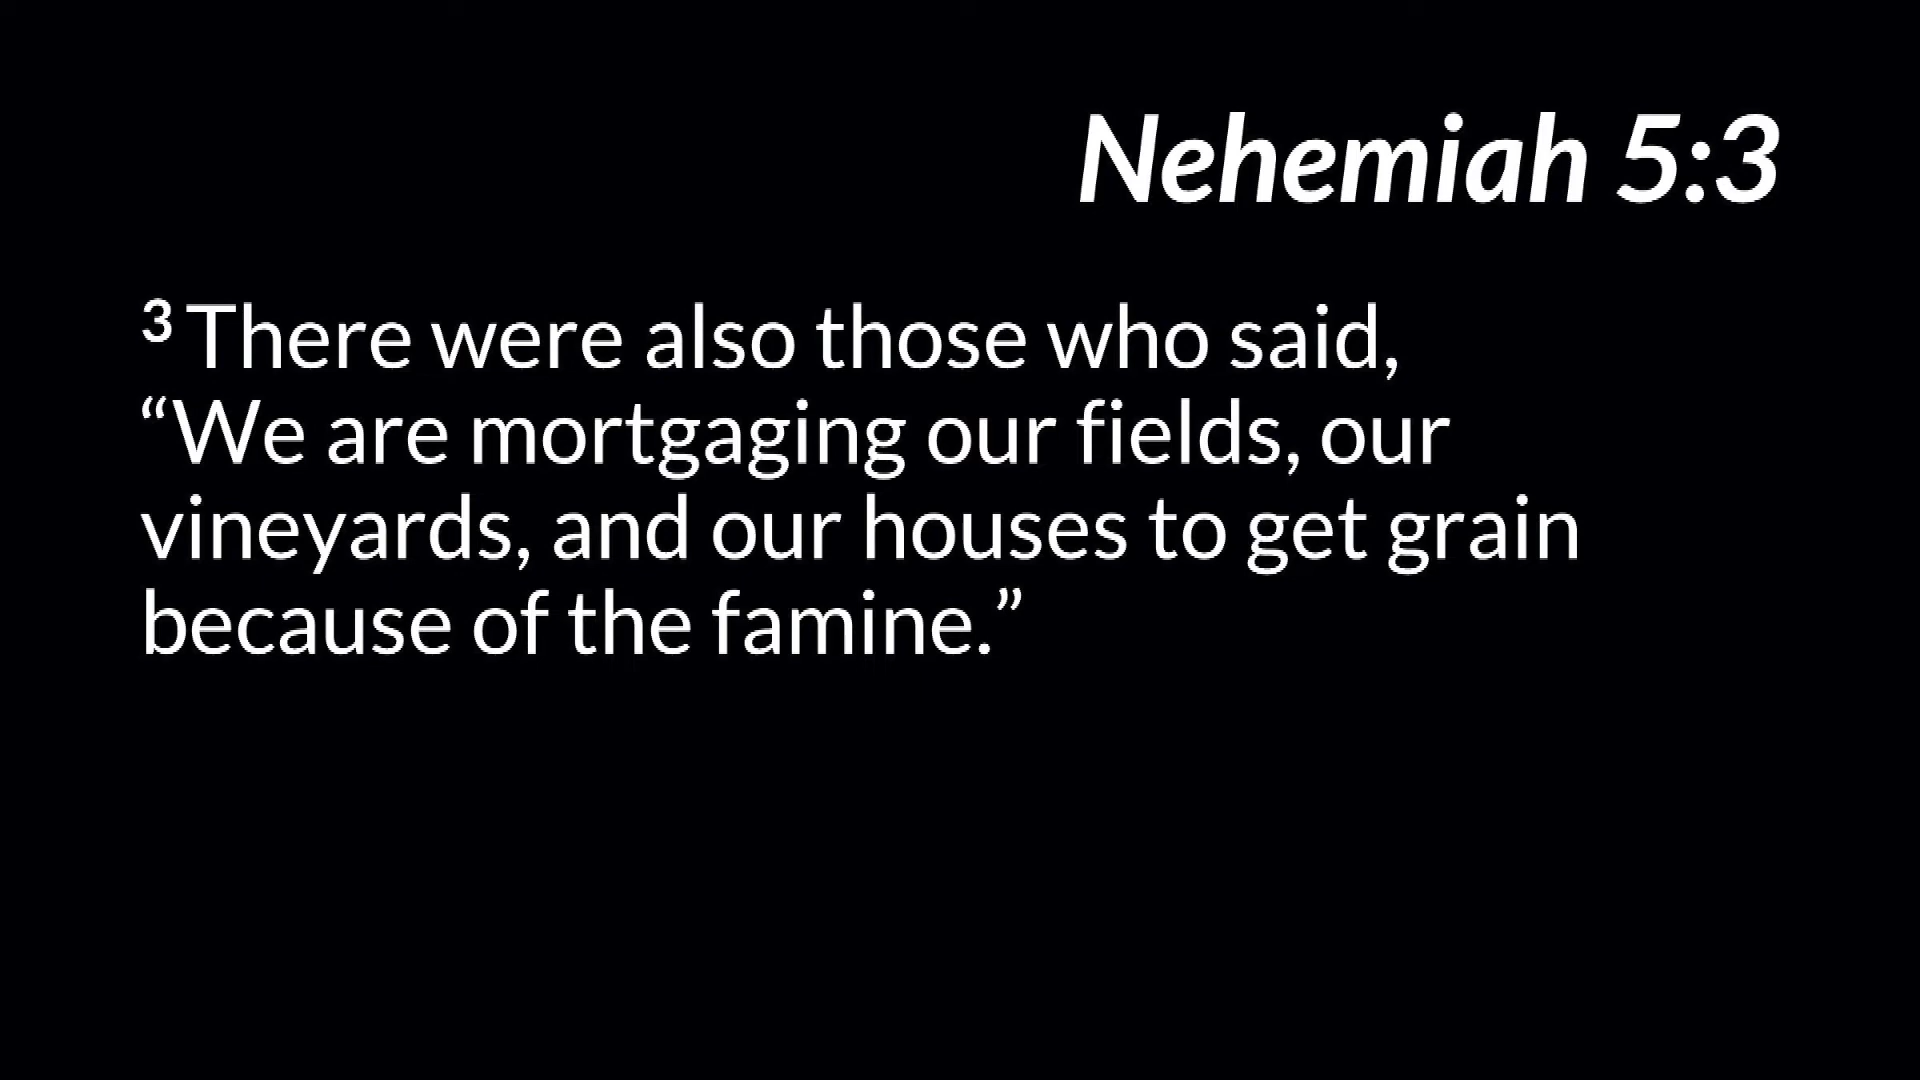 Nehemiah 5:3
³ There were also those who said,
“We are mortgaging our fields, our
vineyards, and our houses to get grain
because of the famine.”